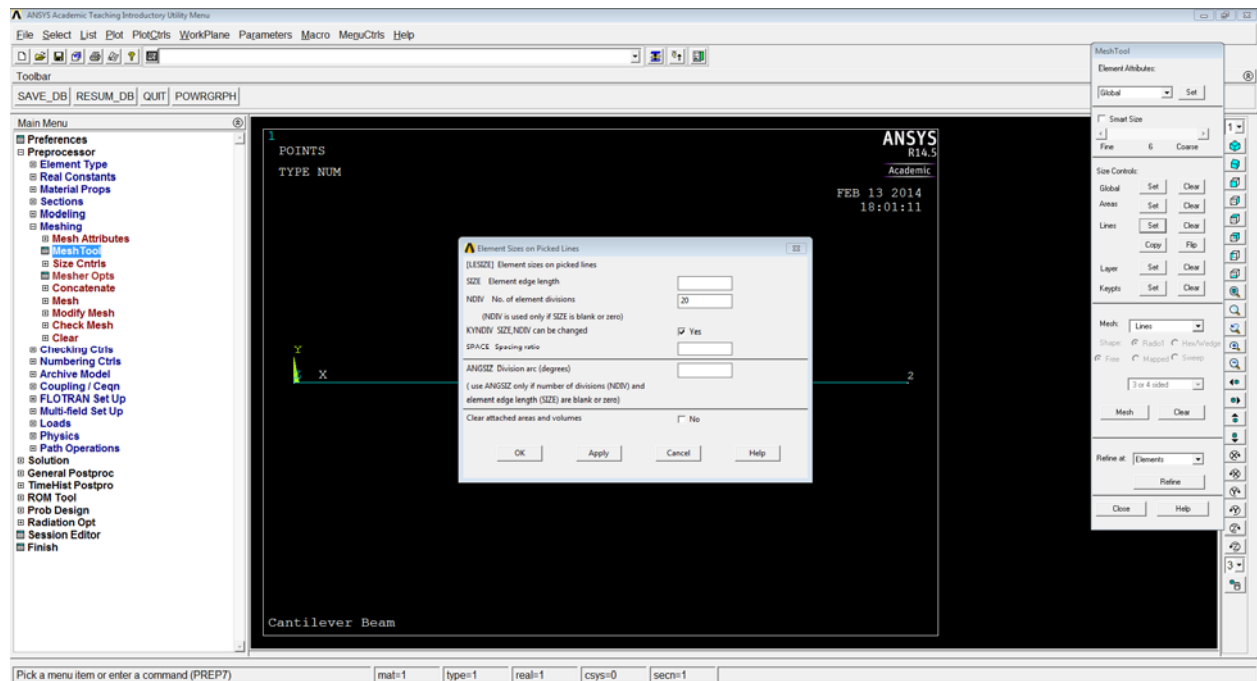 ANSYS Academic Teaching Introductory Utility Menu
File Select List Plot PlotCtrls WorkPlane Parameters Macro MenuCtrls Help
Toolbar
SAVE_DB RESUM_DB QUIT POWRGRPH
Main Menu
Preferences
Preprocessor
Element Type
Real Constants
Material Props
Sections
Modeling
Meshing
Mesh Attributes
MeshTool
Size Cntrls
Mesher Opts
Concatenate
Mesh
Modify Mesh
Check Mesh
Clear
Checking Ctrls
Numbering Ctrls
Archive Model
Coupling / Ceqn
FLOTRAN Set Up
Multi-field Set Up
Loads
Physics
Path Operations
Solution
General Postproc
TimeHist Postpro
ROM Tool
Prob Design
Radiation Opt
Session Editor
Finish
1
POINTS
TYPE NUM
ANSYS
R14.5
Academic
FEB 13 2014
18:01:11
Y
X
2
Cantilever Beam
Element Sizes on Picked Lines
[LESIZE] Element sizes on picked lines
SIZE Element edge length
NDIV No. of element divisions 20
(NDIV is used only if SIZE is blank or zero)
KYNDIV SIZE,NDIV can be changed Yes
SPACE Spacing ratio
ANGSIZ Division arc (degrees)
( use ANGSIZ only if number of divisions (NDIV) and
element edge length (SIZE) are blank or zero)
Clear attached areas and volumes No
OK Apply Cancel Help
MeshTool
Element Attributes:
Global Set
Smart Size
Fine 6 Coarse
Size Controls:
Global Set Clear
Areas Set Clear
Lines Set Clear
Copy Flip
Layer Set Clear
Keypts Set Clear
Mesh: Lines
Shape: Hex/Wedge
Free Mapped Sweep
3 or 4 sided
Mesh Clear
Refine at: Elements
Refine
Close Help
1
3
Pick a menu item or enter a command (PREP7) mat=1 type=1 real=1 csys=0 secn=1